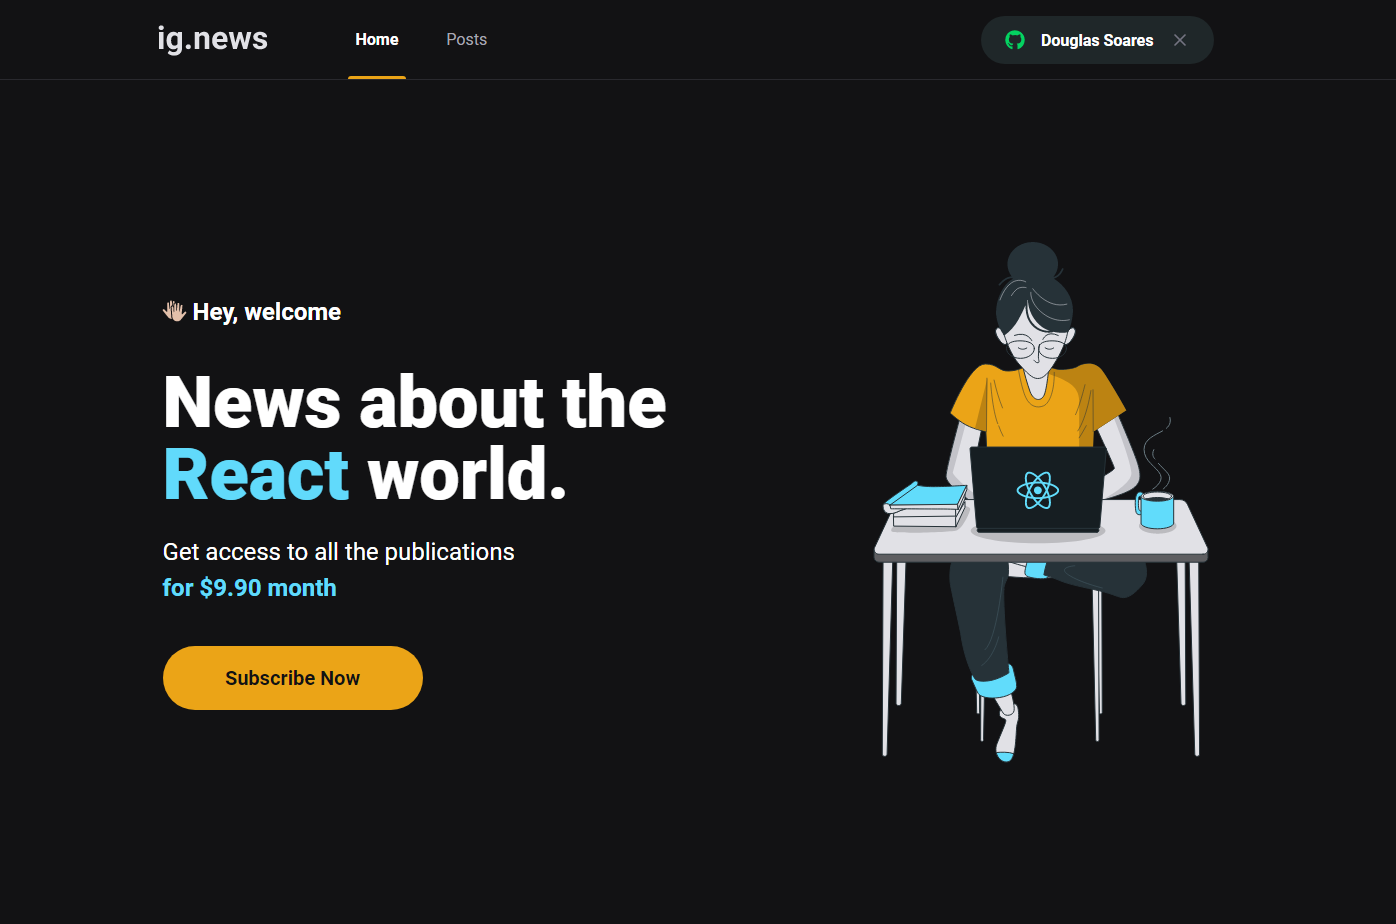 ig.news
Home
Posts
Douglas Soares
👋🏼 Hey, welcome
News about the
React world.
Get access to all the publications
for $9.90 month
Subscribe Now